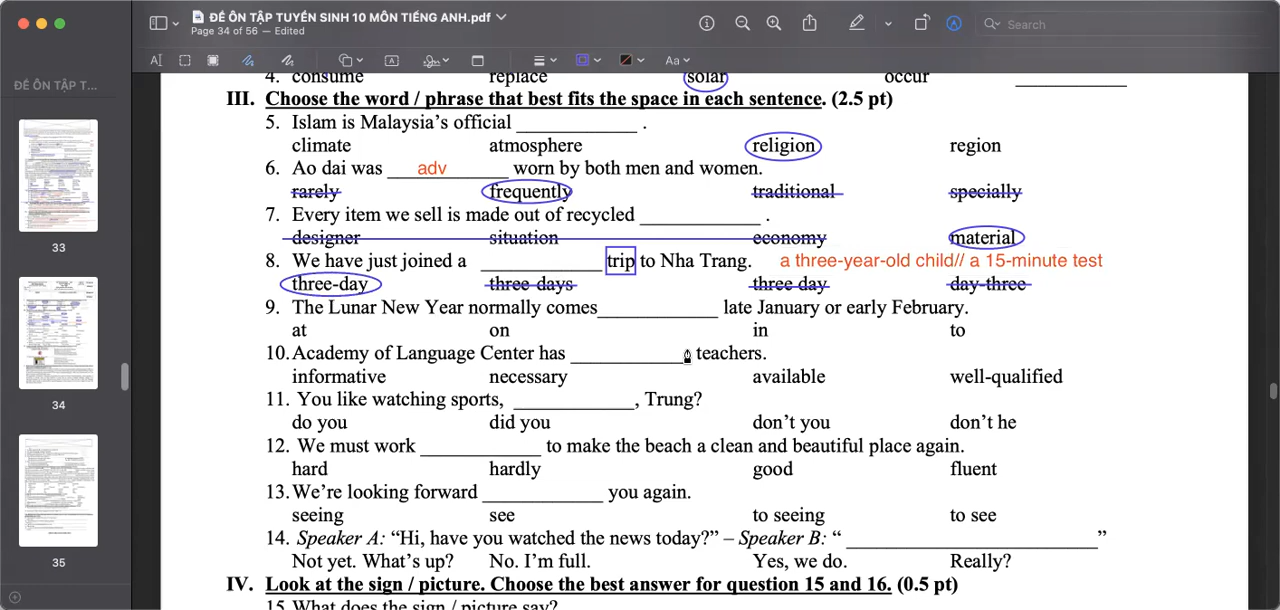 ĐỀ ÔN TẬP TUYỂN SINH 10 MÔN TIẾNG ANH.pdf
Page 34 of 56 — Edited
Search
Aa
ĐỀ ÔN TẬP T...
33
34
35
4. consume replace solar occur
III. Choose the word / phrase that best fits the space in each sentence. (2.5 pt)
5. Islam is Malaysia’s official ____________ .
climate atmosphere religion region
6. Ao dai was ____ adv ____ worn by both men and women.
rarely frequently traditional specially
7. Every item we sell is made out of recycled ____________ .
designer situation economy material
8. We have just joined a ____________ trip to Nha Trang. a three-year-old child// a 15-minute test
three-day three-days three day day-three
9. The Lunar New Year normally comes____________ late January or early February.
at on in to
10. Academy of Language Center has ____________ teachers.
informative necessary available well-qualified
11. You like watching sports, ____________, Trung?
do you did you don’t you don’t he
12. We must work ____________ to make the beach a clean and beautiful place again.
hard hardly good fluent
13. We’re looking forward ____________ you again.
seeing see to seeing to see
14. Speaker A: “Hi, have you watched the news today?” – Speaker B: “ _________________________”
Not yet. What’s up? No. I’m full. Yes, we do. Really?
IV. Look at the sign / picture. Choose the best answer for question 15 and 16. (0.5 pt)
15. What does the sign / picture say?